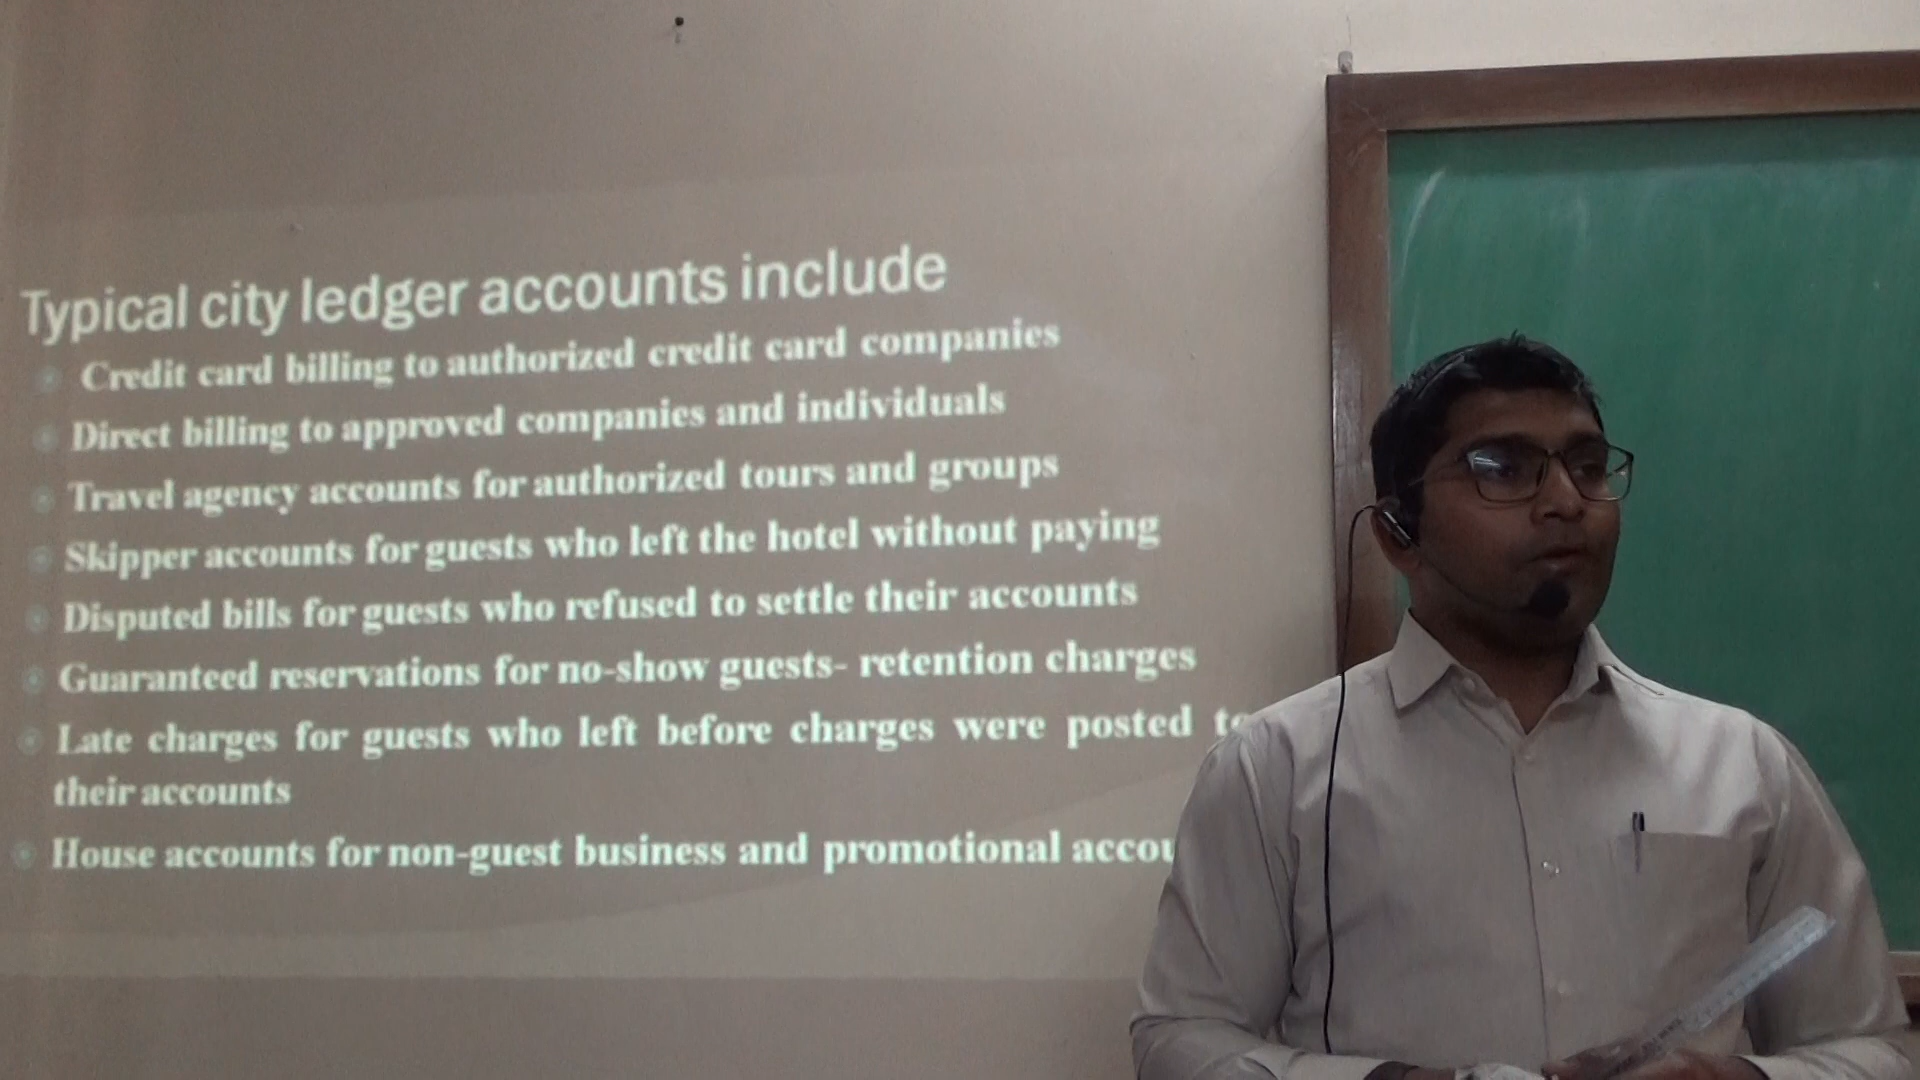 Typical city ledger accounts include
Credit card billing to authorized credit card companies
Direct billing to approved companies and individuals
Travel agency accounts for authorized tours and groups
Skipper accounts for guests who left the hotel without paying
Disputed bills for guests who refused to settle their accounts
Guaranteed reservations for no-show guests- retention charges
Late charges for guests who left before charges were posted to
their accounts
House accounts for non-guest business and promotional